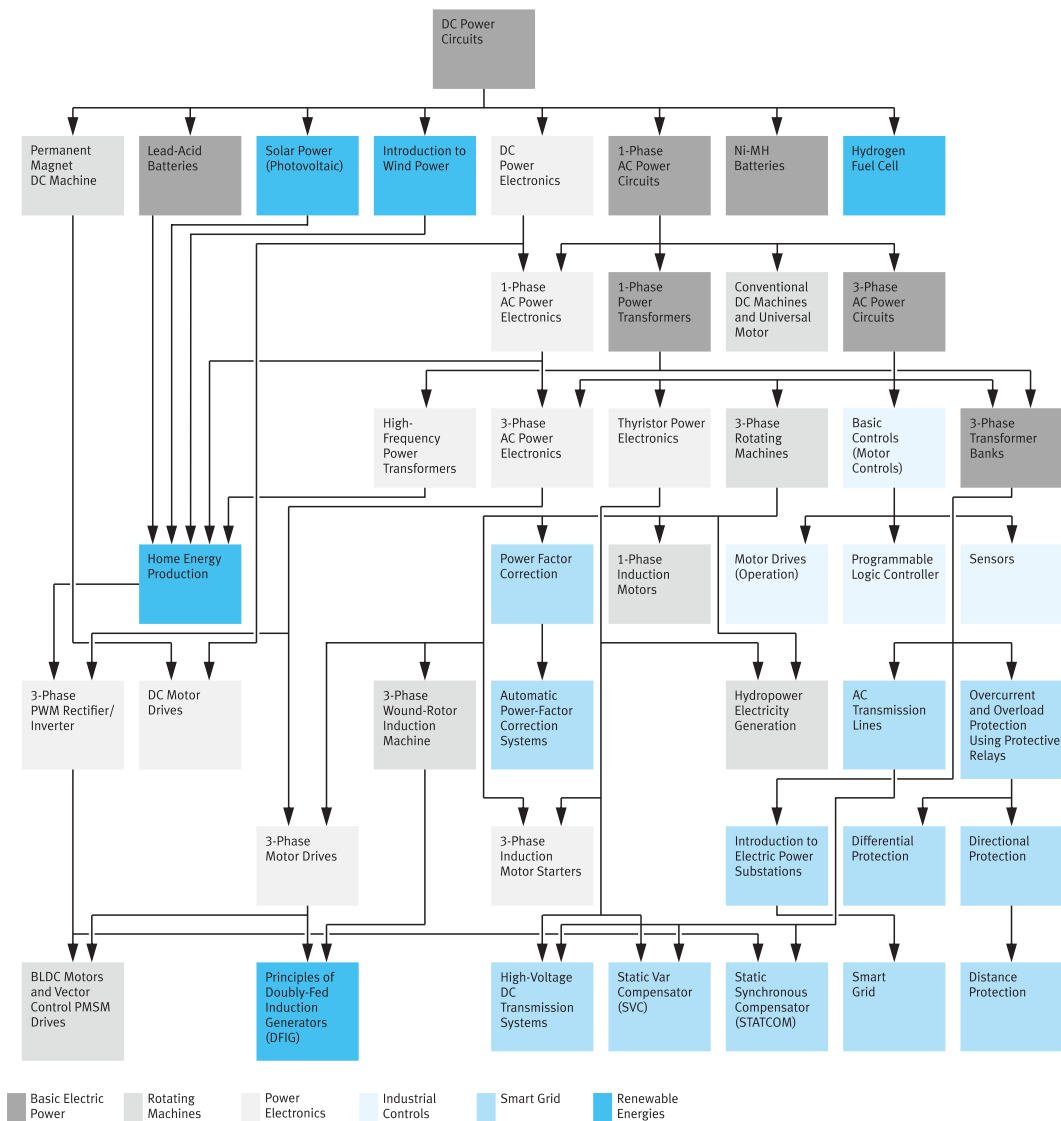 DC Power
Circuits
Permanent
Magnet
DC Machine
Lead-Acid
Batteries
Solar Power
(Photovoltaic)
Introduction to
Wind Power
DC
Power
Electronics
1-Phase
AC Power
Circuits
Ni-MH
Batteries
Hydrogen
Fuel Cell
1-Phase
AC Power
Electronics
1-Phase
Power
Transformers
Conventional
DC Machines
and Universal
Motor
3-Phase
AC Power
Circuits
High-
Frequency
Power
Transformers
3-Phase
AC Power
Electronics
Thyristor Power
Electronics
3-Phase
Rotating
Machines
Basic
Controls
(Motor
Controls)
3-Phase
Transformer
Banks
Home Energy
Production
Power Factor
Correction
1-Phase
Induction
Motors
Motor Drives
(Operation)
Programmable
Logic Controller
Sensors
3-Phase
PWM Rectifier/
Inverter
DC Motor
Drives
3-Phase
Wound-Rotor
Induction
Machine
Automatic
Power-Factor
Correction
Systems
Hydropower
Electricity
Generation
AC
Transmission
Lines
Overcurrent
and Overload
Protection
Using Protective
Relays
3-Phase
Motor Drives
3-Phase
Induction
Motor Starters
Introduction to
Electric Power
Substations
Differential
Protection
Directional
Protection
BLDC Motors
and Vector
Control PMSM
Drives
Principles of
Doubly-Fed
Induction
Generators
(DFIG)
High-Voltage
DC
Transmission
Systems
Static Var
Compensator
(SVC)
Static
Synchronous
Compensator
(STATCOM)
Smart
Grid
Distance
Protection
Basic Electric
Power
Rotating
Machines
Power
Electronics
Industrial
Controls
Smart Grid
Renewable
Energies